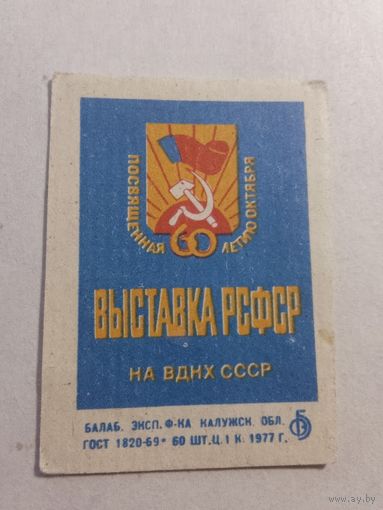 ПОСВЯЩЕННАЯ 60 ЛЕТИЮ ОКТЯБРЯ
ВЫСТАВКА РСФСР
НА ВДНХ СССР
БАЛАБ. ЭКСП. Ф-КА КАЛУЖСК. ОБЛ.
ГОСТ 1820-69* 60 ШТ. Ц. 1 К. 1977 Г.
www.ay.by